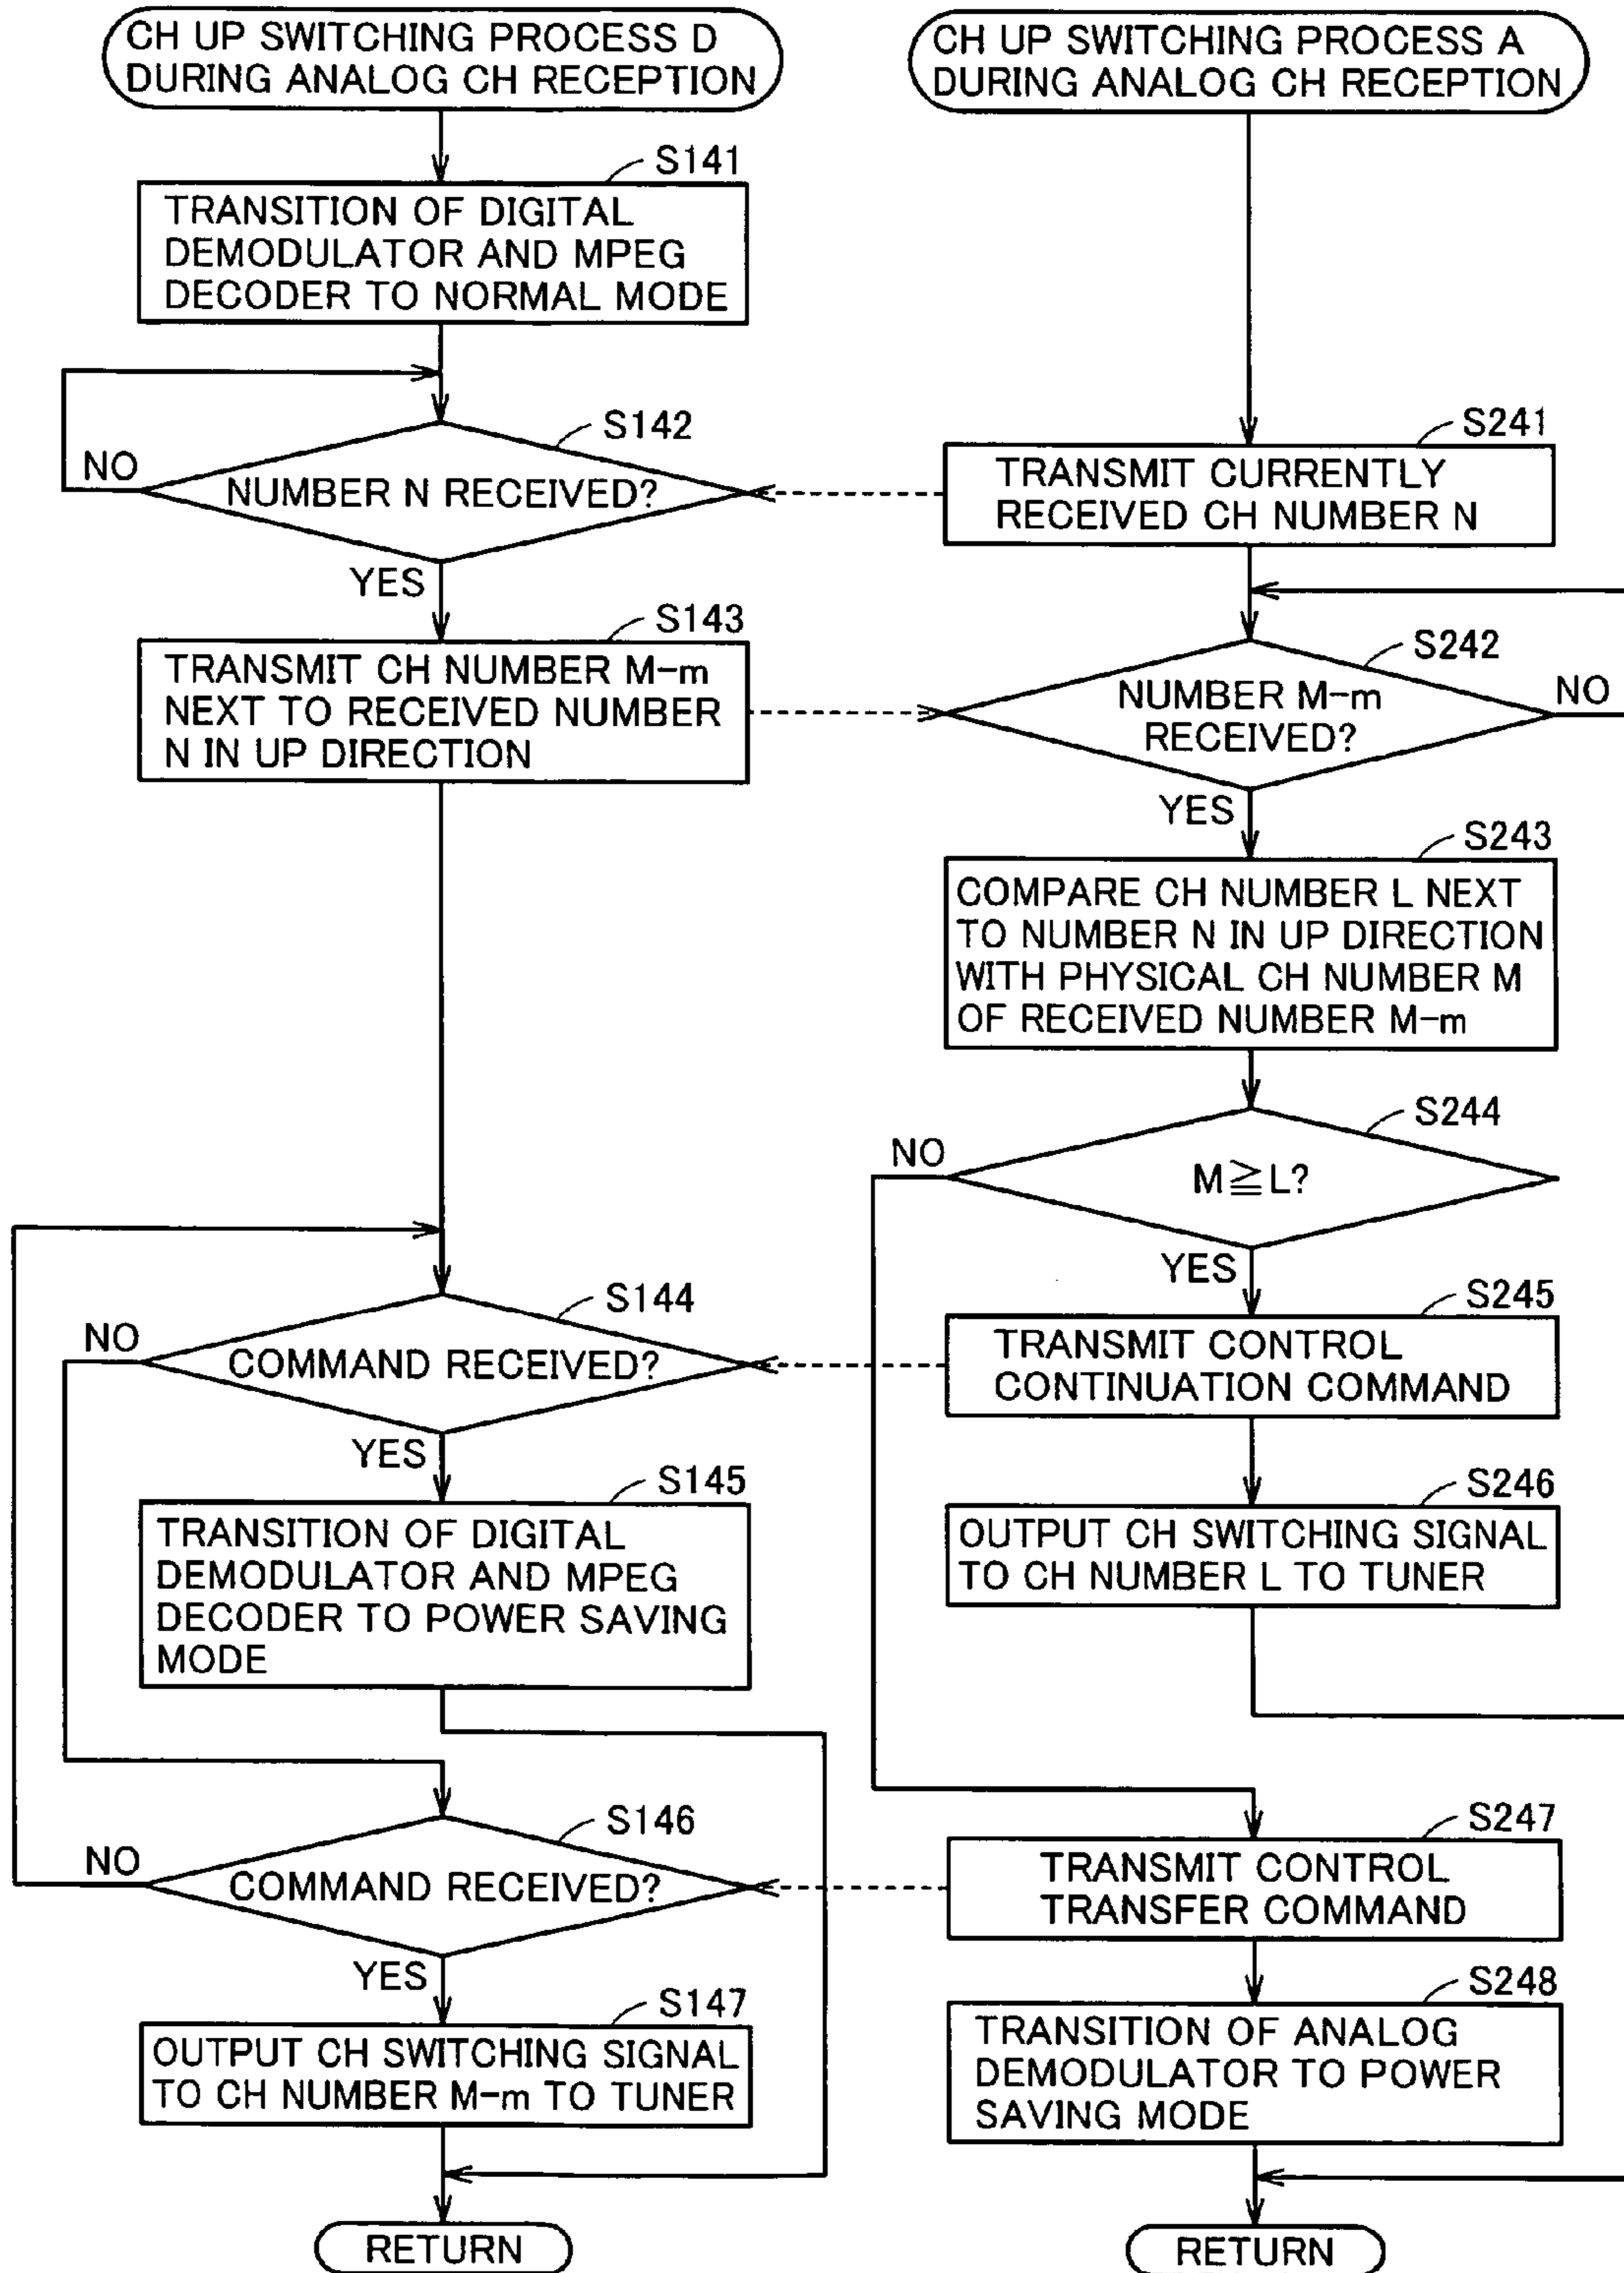 CH UP SWITCHING PROCESS D
DURING ANALOG CH RECEPTION
S141
TRANSITION OF DIGITAL
DEMODULATOR AND MPEG
DECODER TO NORMAL MODE
S142
NO
NUMBER N RECEIVED?
YES
S143
TRANSMIT CH NUMBER M-m
NEXT TO RECEIVED NUMBER
N IN UP DIRECTION
S144
NO
COMMAND RECEIVED?
YES
S145
TRANSITION OF DIGITAL
DEMODULATOR AND MPEG
DECODER TO POWER SAVING
MODE
S146
NO
COMMAND RECEIVED?
YES
S147
OUTPUT CH SWITCHING SIGNAL
TO CH NUMBER M-m TO TUNER
RETURN
CH UP SWITCHING PROCESS A
DURING ANALOG CH RECEPTION
S241
TRANSMIT CURRENTLY
RECEIVED CH NUMBER N
S242
NUMBER M-m
RECEIVED?
NO
YES
S243
COMPARE CH NUMBER L NEXT
TO NUMBER N IN UP DIRECTION
WITH PHYSICAL CH NUMBER M
OF RECEIVED NUMBER M-m
S244
NO
M≧L?
YES
S245
TRANSMIT CONTROL
CONTINUATION COMMAND
S246
OUTPUT CH SWITCHING SIGNAL
TO CH NUMBER L TO TUNER
S247
TRANSMIT CONTROL
TRANSFER COMMAND
S248
TRANSITION OF ANALOG
DEMODULATOR TO POWER
SAVING MODE
RETURN